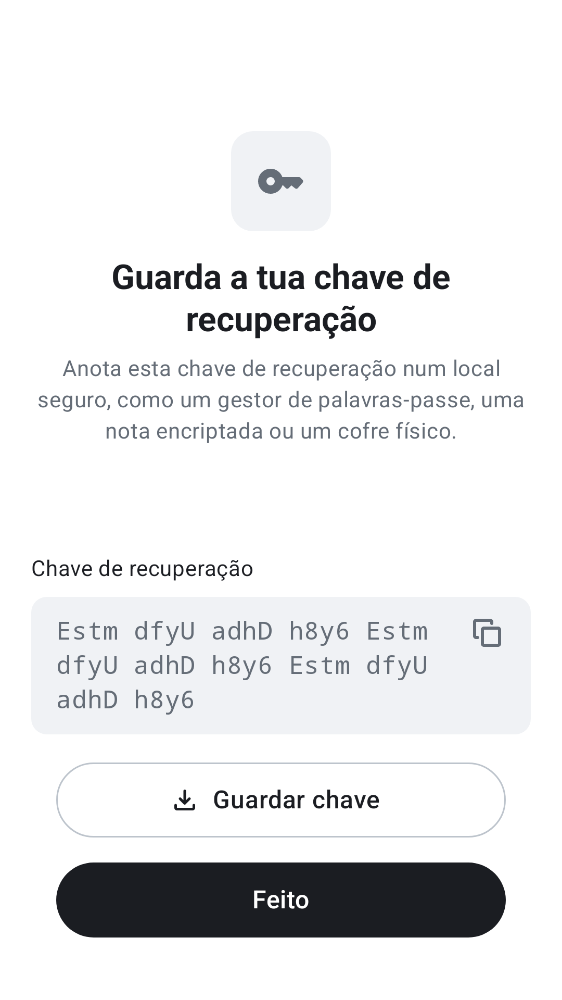 Guarda a tua chave de
recuperação
Anota esta chave de recuperação num local
seguro, como um gestor de palavras-passe, uma
nota encriptada ou um cofre físico.
Chave de recuperação
Estm dfyU adhD h8y6 Estm
dfyU adhD h8y6 Estm dfyU
adhD h8y6
Guardar chave
Feito